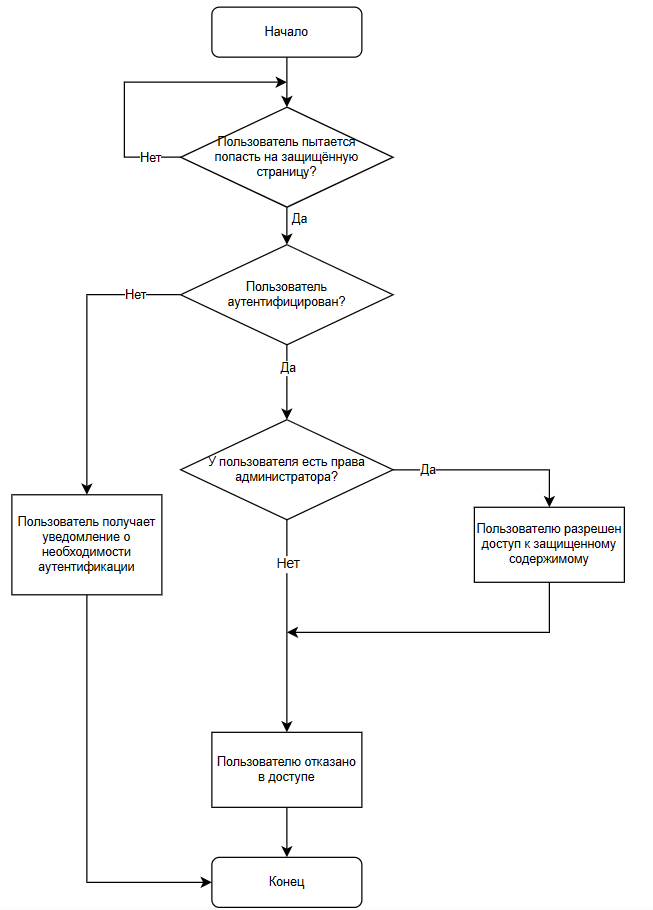 Начало
Пользователь пытается
попасть на защищённую
страницу?
Нет
Да
Пользователь
аутентифицирован?
Нет
Да
У пользователя есть права
администратора?
Да
Пользователь получает
уведомление о
необходимости
аутентификации
Пользователю разрешен
доступ к защищенному
содержимому
Нет
Пользователю отказано
в доступе
Конец